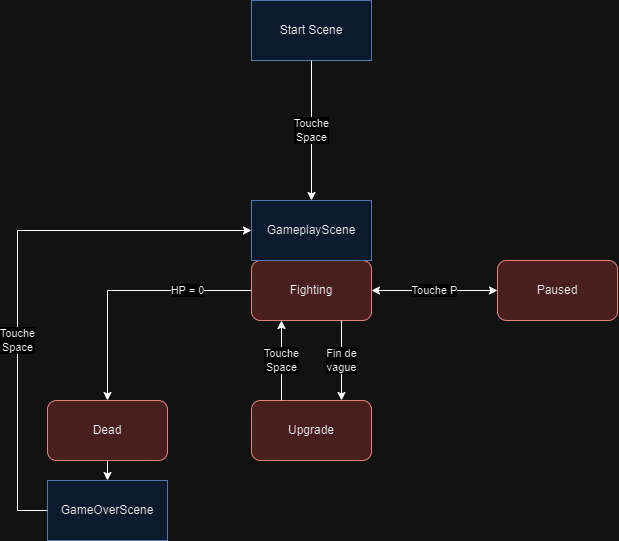 Start Scene
Touche
Space
GameplayScene
Fighting
HP = 0
Touche P
Paused
Touche
Space
Touche
Space
Fin de
vague
Dead
Upgrade
GameOverScene